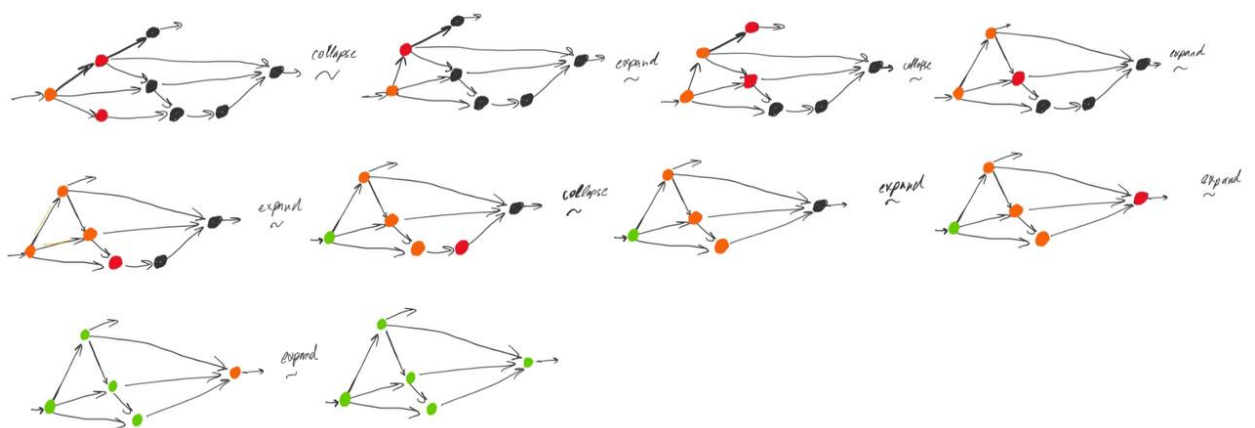 collapse expand collapse expand
~ ~ ~ ~
expand collapse expand expand
~ ~ ~ ~
expand
~